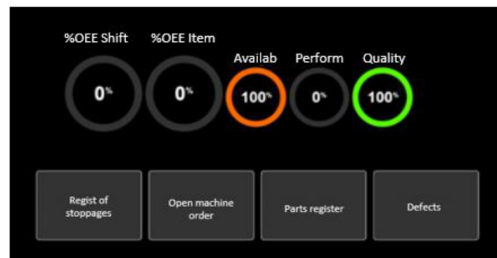 %OEE Shift %OEE Item
Availab Perform Quality
0% 0% 100% 0% 100%
Regist of
stoppages
Open machine
order
Parts register
Defects